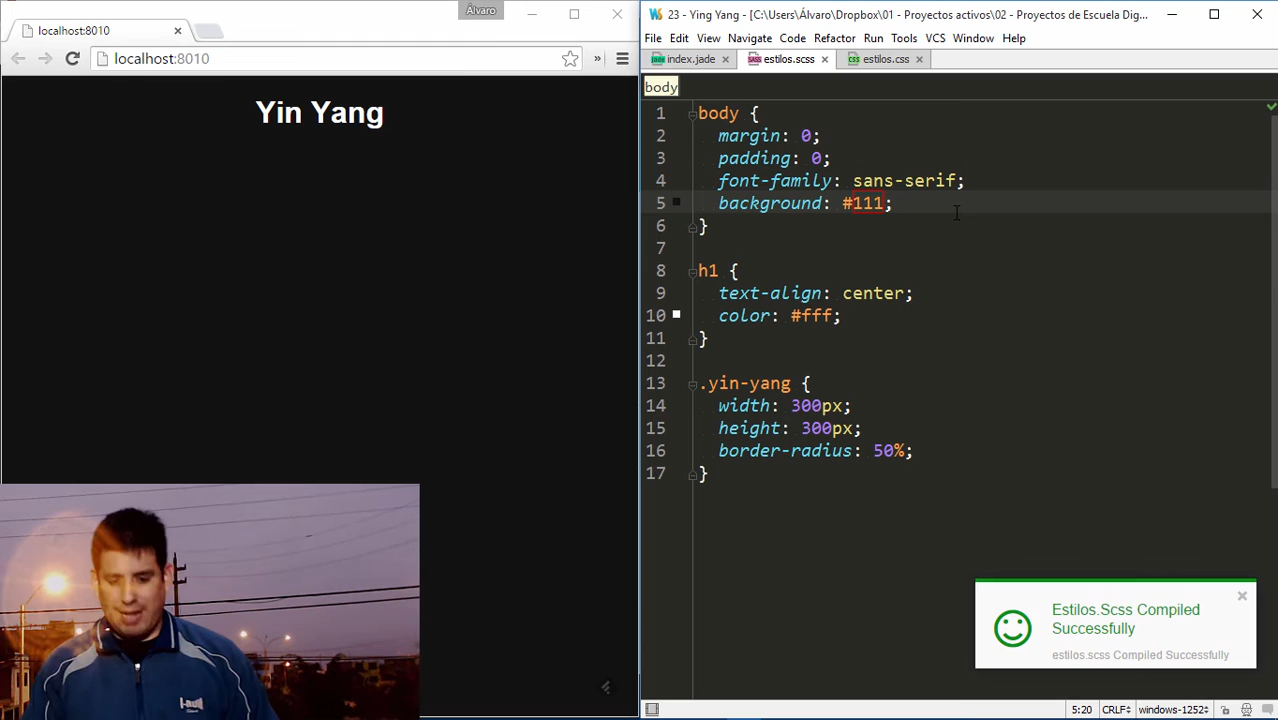 Álvaro
localhost:8010
localhost:8010
»
Yin Yang
23 - Ying Yang - [C:\Users\Álvaro\Dropbox\01 - Proyectos activos\02 - Proyectos de Escuela Dig...
File Edit View Navigate Code Refactor Run Tools VCS Window Help
index.jade estilos.scss estilos.css
body
1 body {
2 margin: 0;
3 padding: 0;
4 font-family: sans-serif;
5 background: #111;
6 }
7
8 h1 {
9 text-align: center;
10 color: #fff;
11 }
12
13 .yin-yang {
14 width: 300px;
15 height: 300px;
16 border-radius: 50%;
17 }
Estilos.Scss Compiled
Successfully
estilos.scss Compiled Successfully
5:20 CRLF÷ windows-1252÷